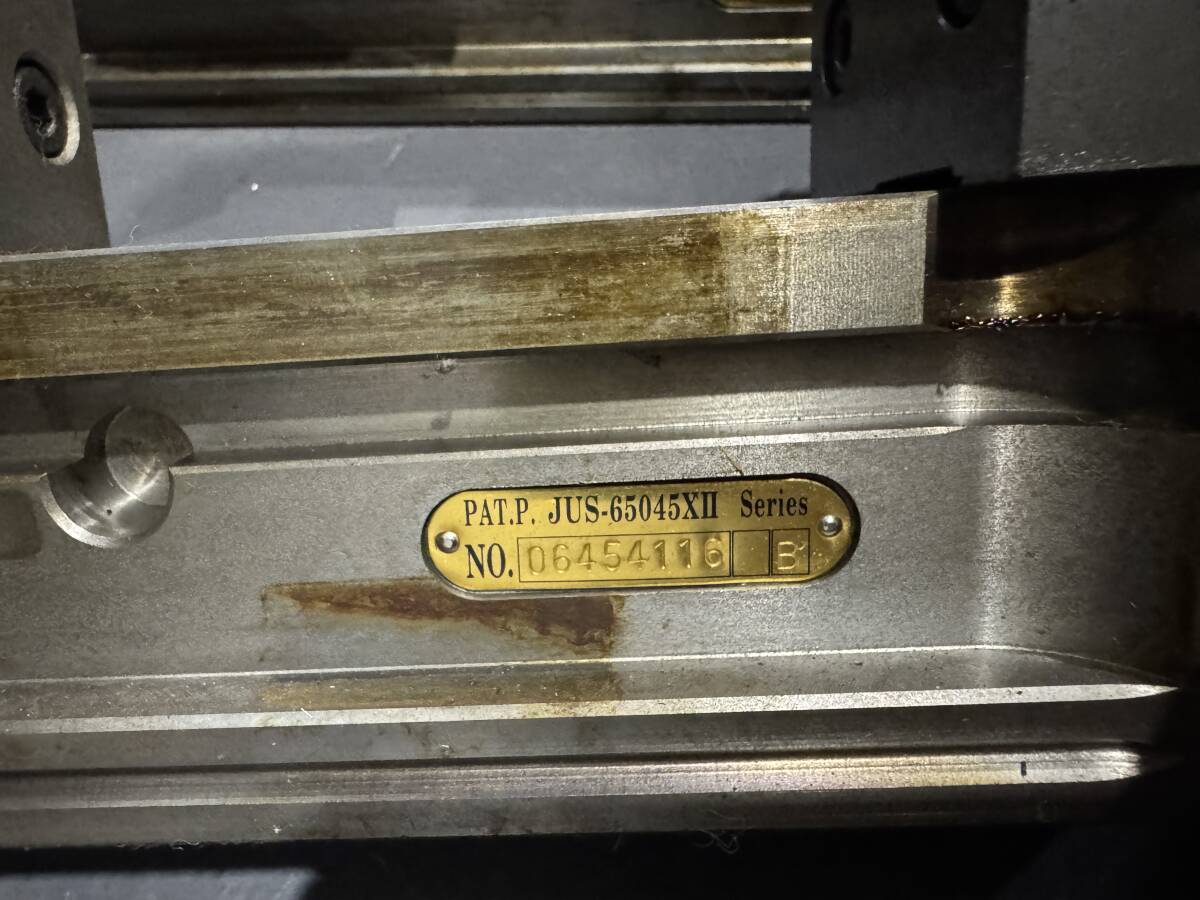 PAT.P. JUS-65045XII Series
NO. 06454116 B